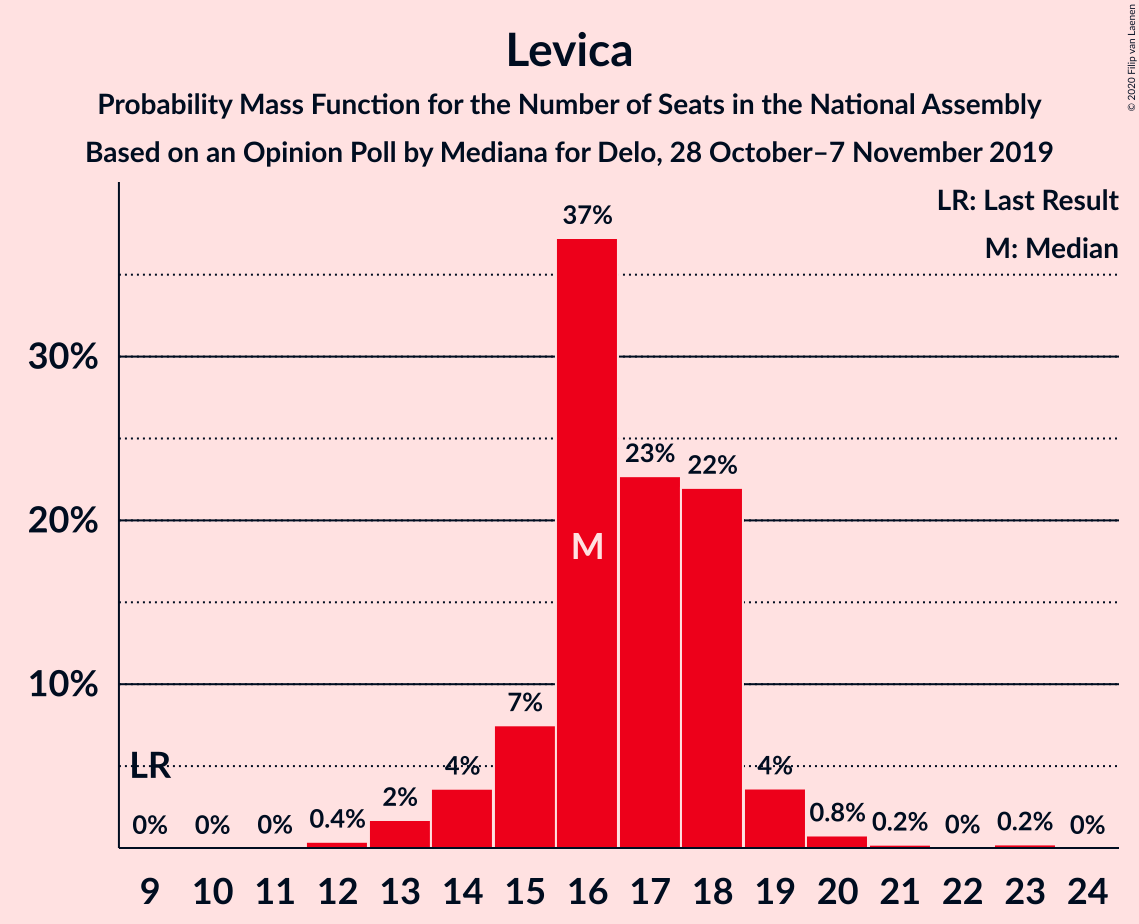 Levica
Probability Mass Function for the Number of Seats in the National Assembly
Based on an Opinion Poll by Mediana for Delo, 28 October–7 November 2019
© 2020 Filip van Laenen
LR: Last Result
M: Median
37%
30%
23%
22%
20%
M
10%
7%
LR
4%
4%
2%
0%
0%
0%
0.4%
0.8%
0.2%
0%
0.2%
0%
9 10 11 12 13 14 15 16 17 18 19 20 21 22 23 24